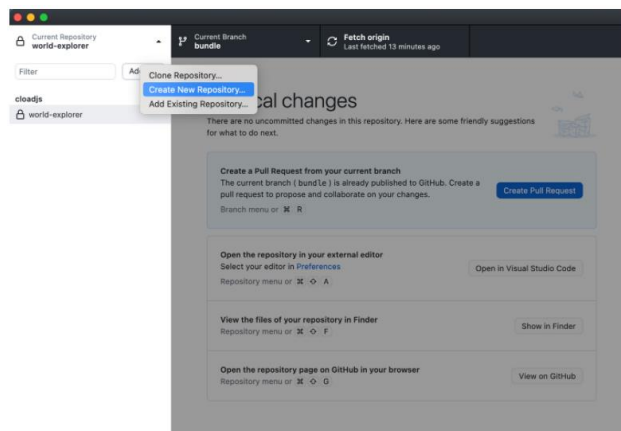 Current Repository
world-explorer
Current Branch
bundle
Fetch origin
Last fetched 13 minutes ago
Filter
Clone Repository...
Create New Repository...
Add Existing Repository...
cloadjs
world-explorer
cal changes
There are no uncommitted changes in this repository. Here are some friendly suggestions
for what to do next.
Create a Pull Request from your current branch
The current branch ( bundle ) is already published to GitHub. Create a
pull request to propose and collaborate on your changes.
Branch menu or ⌘ R
Create Pull Request
Open the repository in your external editor
Select your editor in Preferences
Repository menu or ⌘ ⇧ A
Open in Visual Studio Code
View the files of your repository in Finder
Repository menu or ⌘ ⇧ F
Show in Finder
Open the repository page on GitHub in your browser
Repository menu or ⌘ ⇧ G
View on GitHub